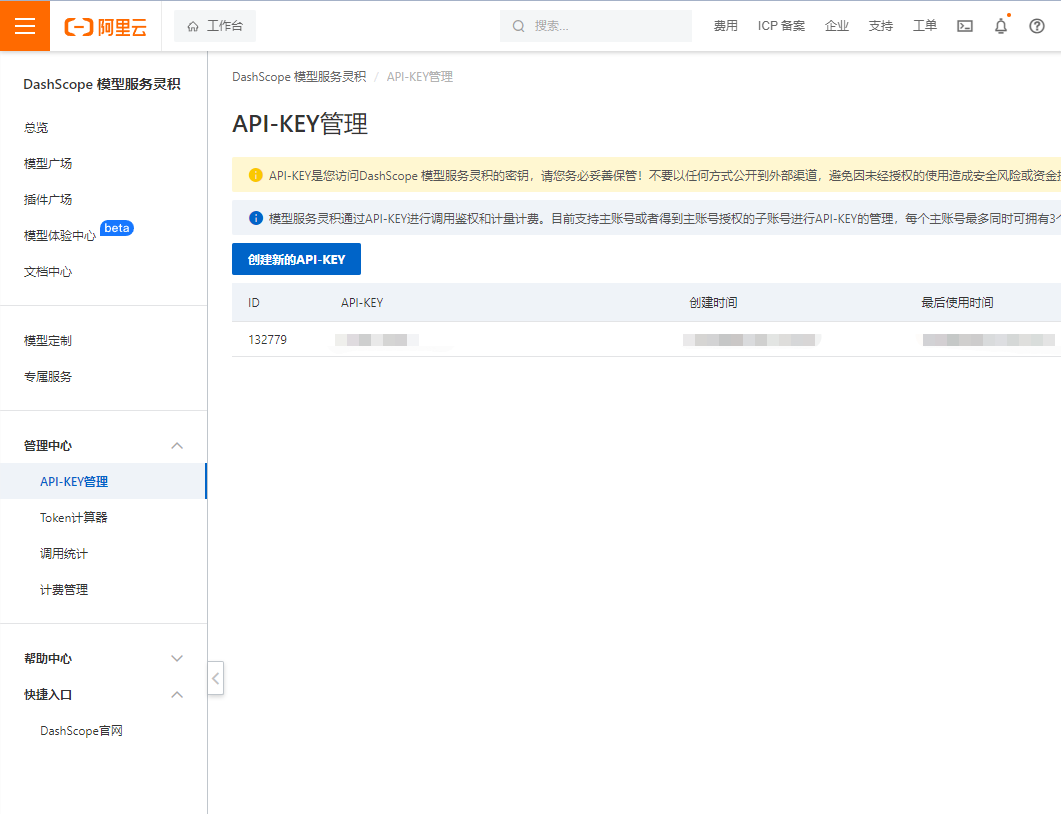 阿里云
工作台
搜索...
费用
ICP 备案
企业
支持
工单
DashScope 模型服务灵积
总览
模型广场
插件广场
模型体验中心 beta
文档中心
模型定制
专属服务
管理中心
API-KEY管理
Token计算器
调用统计
计费管理
帮助中心
快捷入口
DashScope官网
DashScope 模型服务灵积 / API-KEY管理
API-KEY管理
API-KEY是您访问DashScope 模型服务灵积的密钥，请您务必妥善保管！不要以任何方式公开到外部渠道，避免因未经授权的使用造成安全风险或资金
模型服务灵积通过API-KEY进行调用鉴权和计量计费。目前支持主账号或者得到主账号授权的子账号进行API-KEY的管理，每个主账号最多同时可拥有3
创建新的API-KEY
ID API-KEY 创建时间 最后使用时间
132779